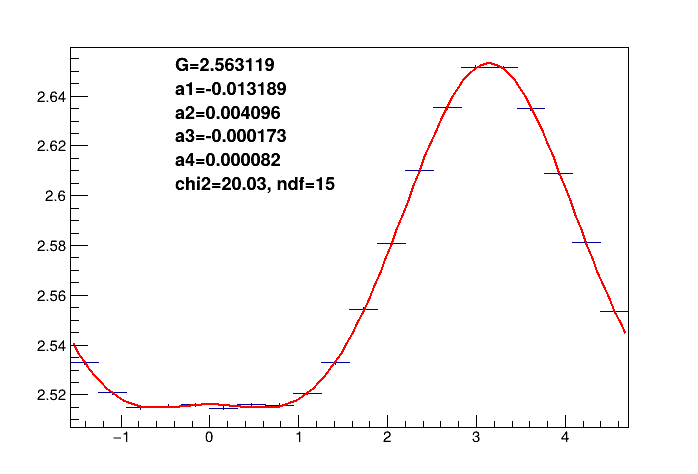 G=2.563119
a1=-0.013189
a2=0.004096
a3=-0.000173
a4=0.000082
chi2=20.03, ndf=15
2.64
2.62
2.6
2.58
2.56
2.54
2.52
−1 0 1 2 3 4